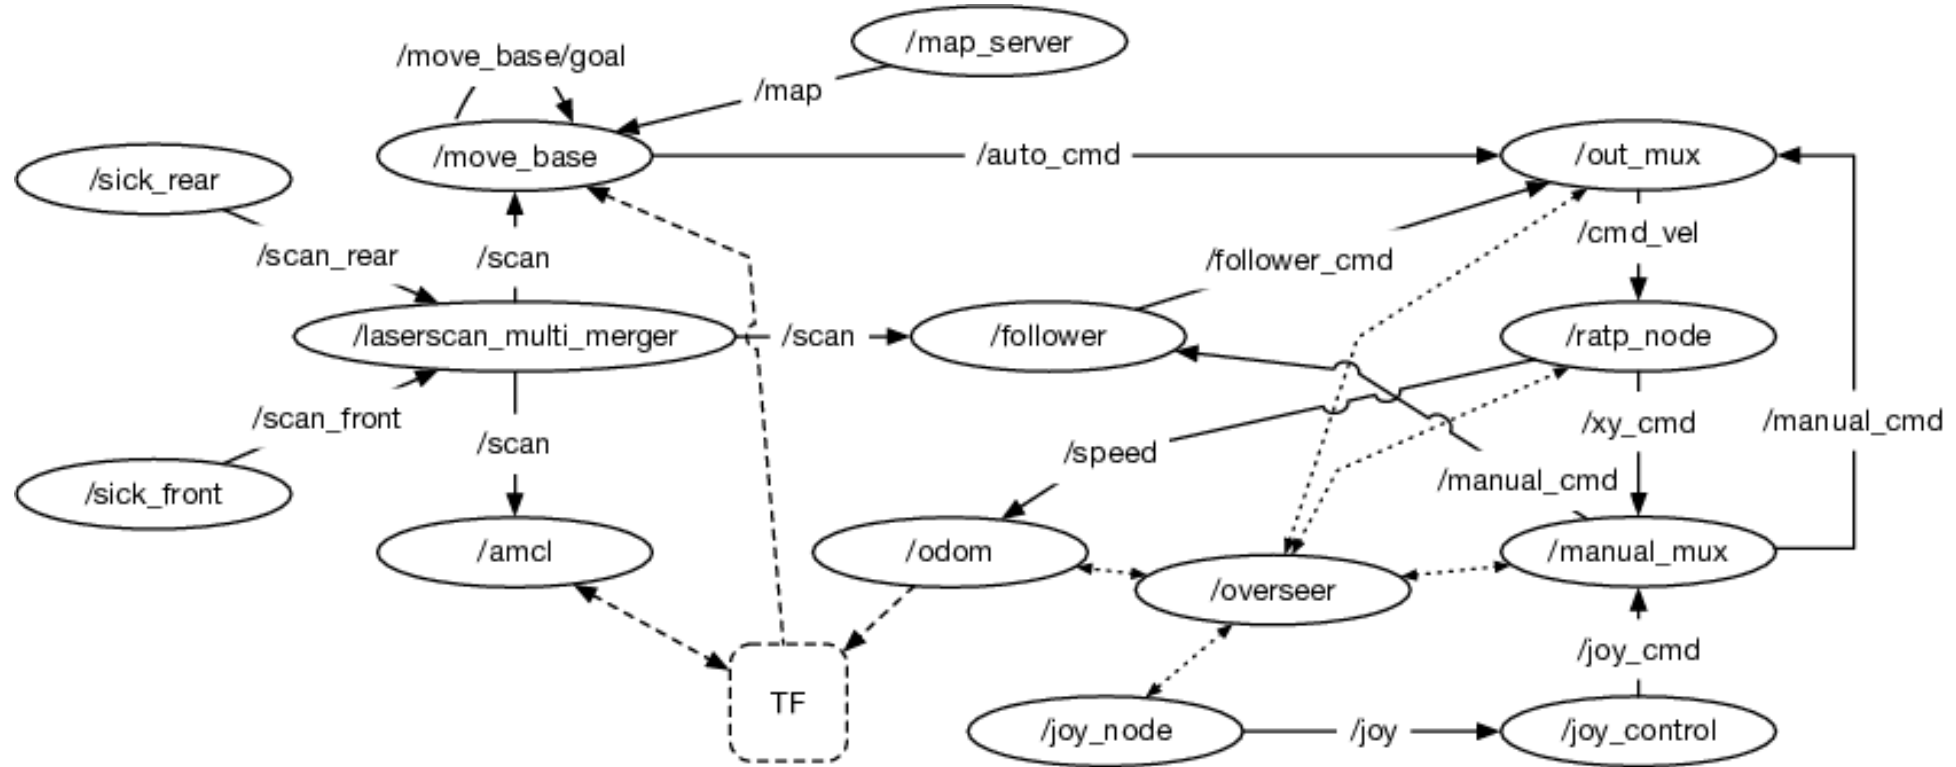 /map_server
/move_base/goal
/map
/move_base
/auto_cmd
/out_mux
/sick_rear
/cmd_vel
/scan_rear
/scan
/follower_cmd
/laserscan_multi_merger
/scan
/follower
/ratp_node
/scan_front
/scan
/speed
/xy_cmd
/manual_cmd
/manual_cmd
/sick_front
/amcl
/odom
/overseer
/manual_mux
/joy_cmd
TF
/joy_node
/joy
/joy_control